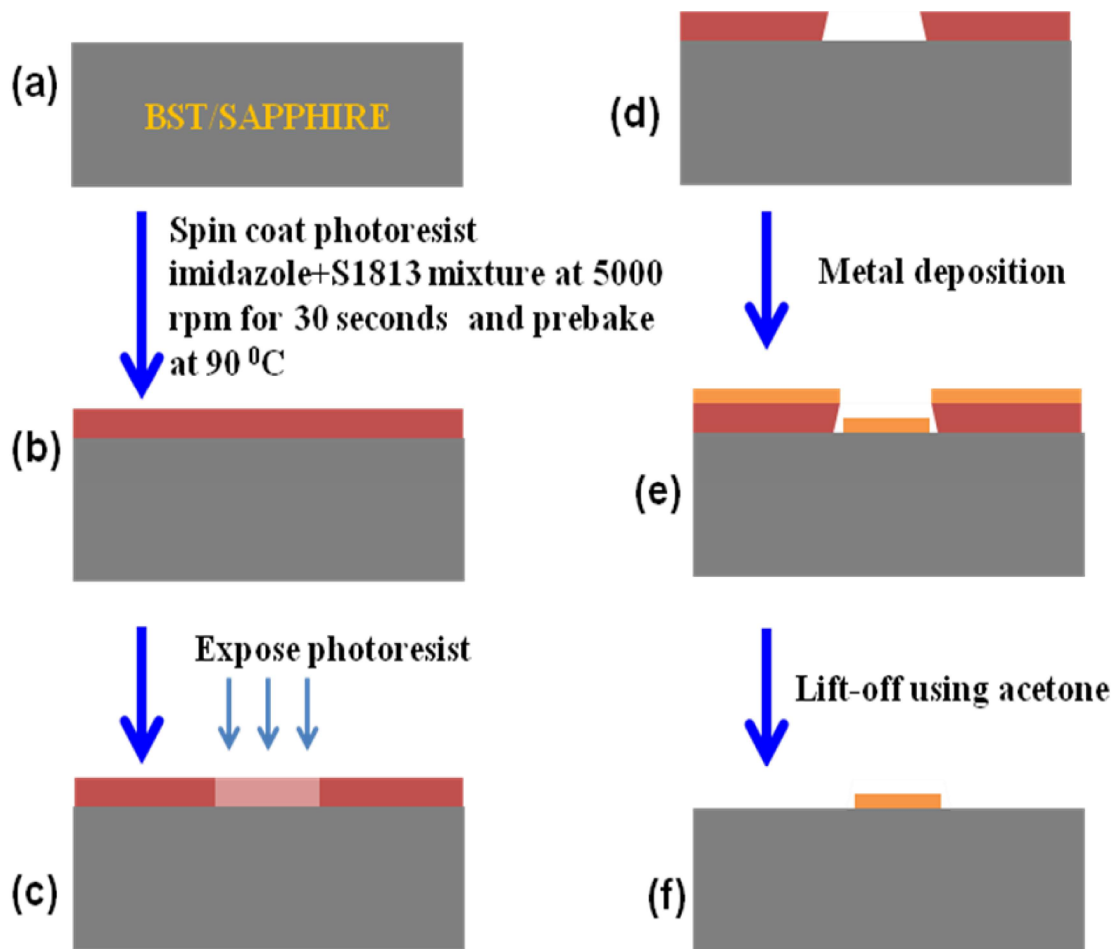 (a)
BST/SAPPHIRE
Spin coat photoresist
imidazole+S1813 mixture at 5000
rpm for 30 seconds and prebake
at 90 ⁰C
(b)
Expose photoresist
(c)
(d)
Metal deposition
(e)
Lift-off using acetone
(f)